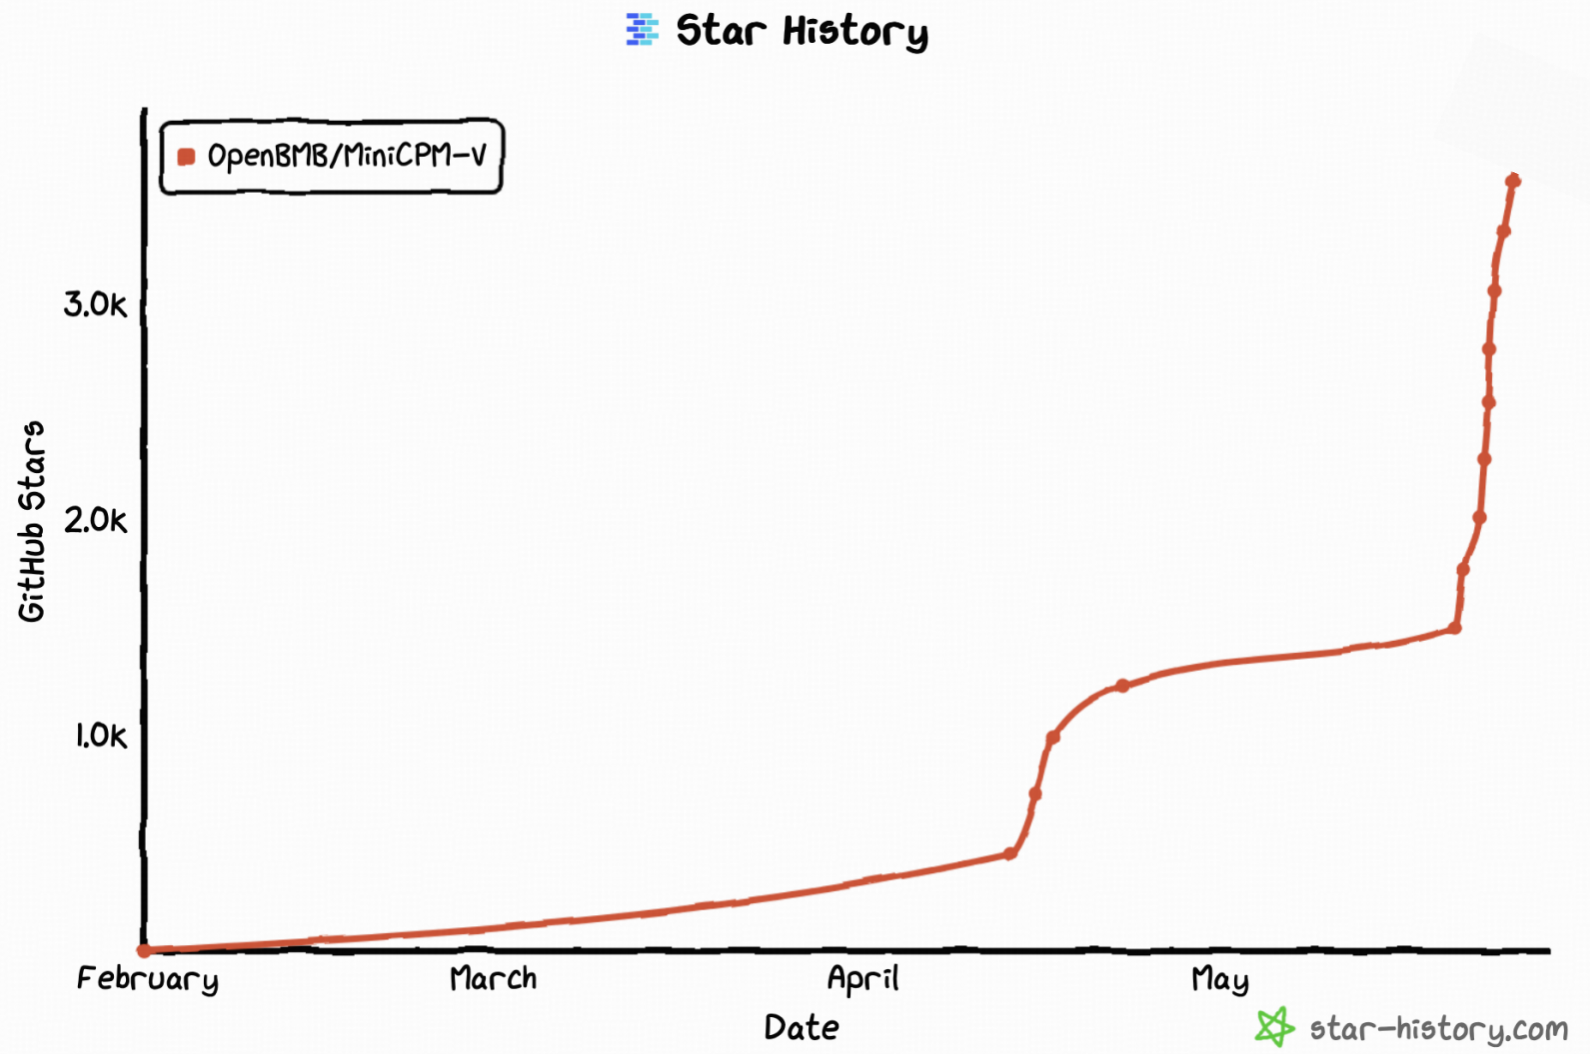 Star History
OpenBMB/MiniCPM-V
3.0K
2.0K
1.0K
GitHub Stars
February March April May
Date
star-history.com